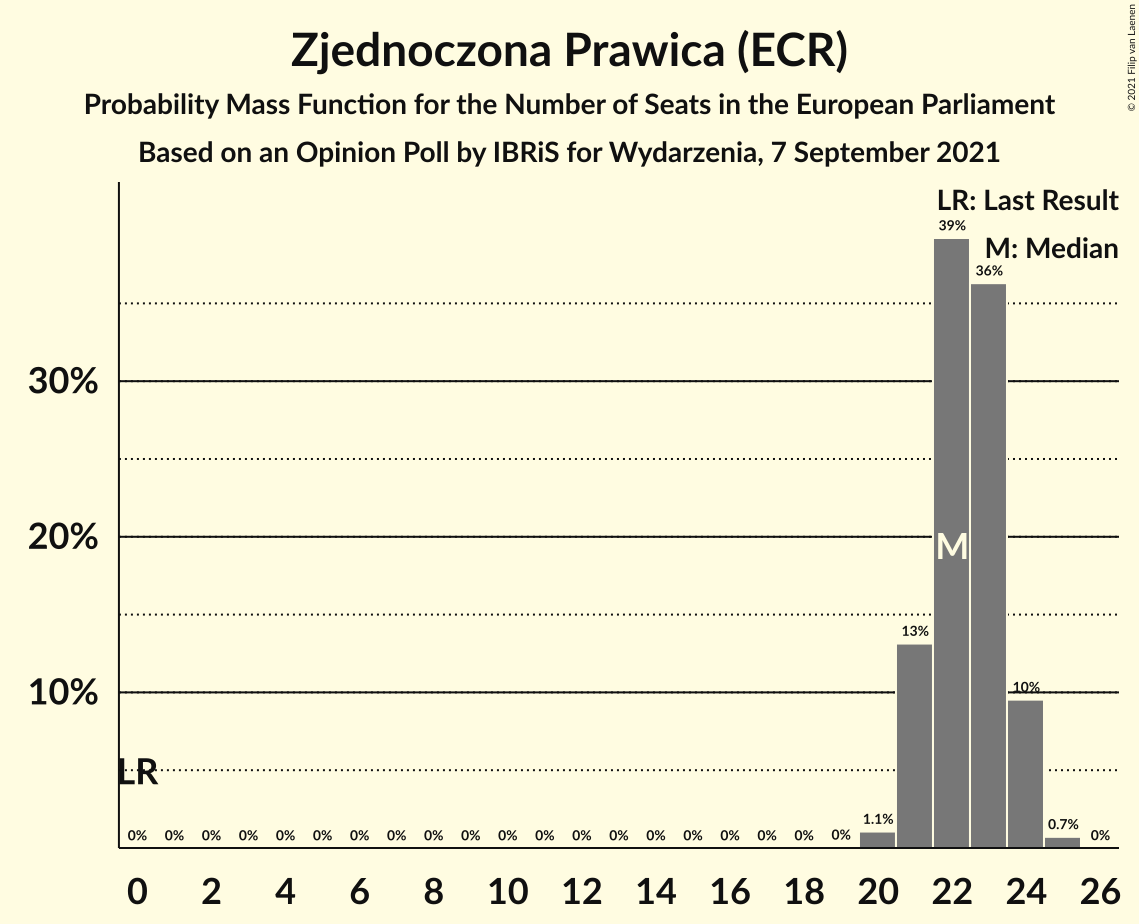 Zjednoczona Prawica (ECR)
Probability Mass Function for the Number of Seats in the European Parliament
Based on an Opinion Poll by IBRiS for Wydarzenia, 7 September 2021
© 2021 Filip van Laenen
LR: Last Result
M: Median
39%
36%
30%
20%
M
13%
10%
10%
LR
0% 0% 0% 0% 0% 0% 0% 0% 0% 0% 0% 0% 0% 0% 0% 0% 0% 0% 0% 0% 1.1% 0.7% 0%
0 2 4 6 8 10 12 14 16 18 20 22 24 26